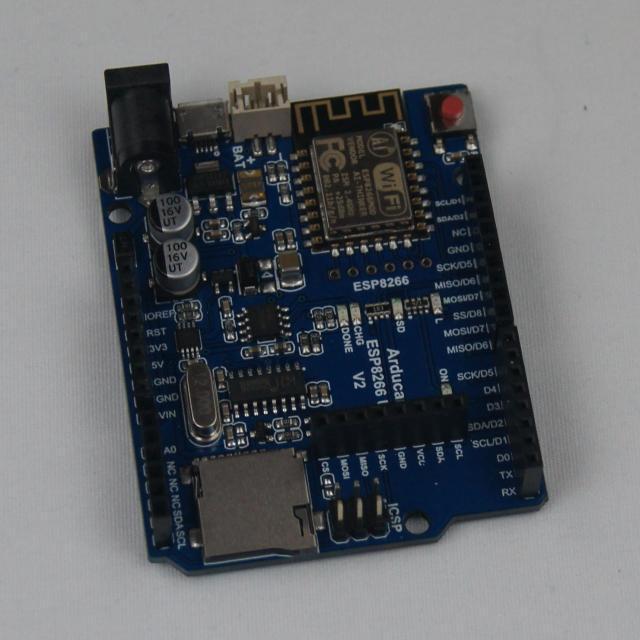 BAT
+
WiFi
FC
100
16V
UT
100
16V
UT
ESP8266
SCL/D1
SDA/D2
NC
GND
SCK/D5
MISO/D6
MOSI/D7
SS/D8
MOSI/D7
MISO/D6
SCK/D5
D4
D3
SDA/D2
SCL/D1
D0
TX
RX
IOREF
RST
3V3
5V
GND
GND
VIN
A0
NC
NC
NC
SDA
SCL
DONE
CHG
SD
L
ON
Arduca
ESP8266
V2
CS
MOSI
MISO
SCK
GND
VCC
SDA
SCL
ICSP